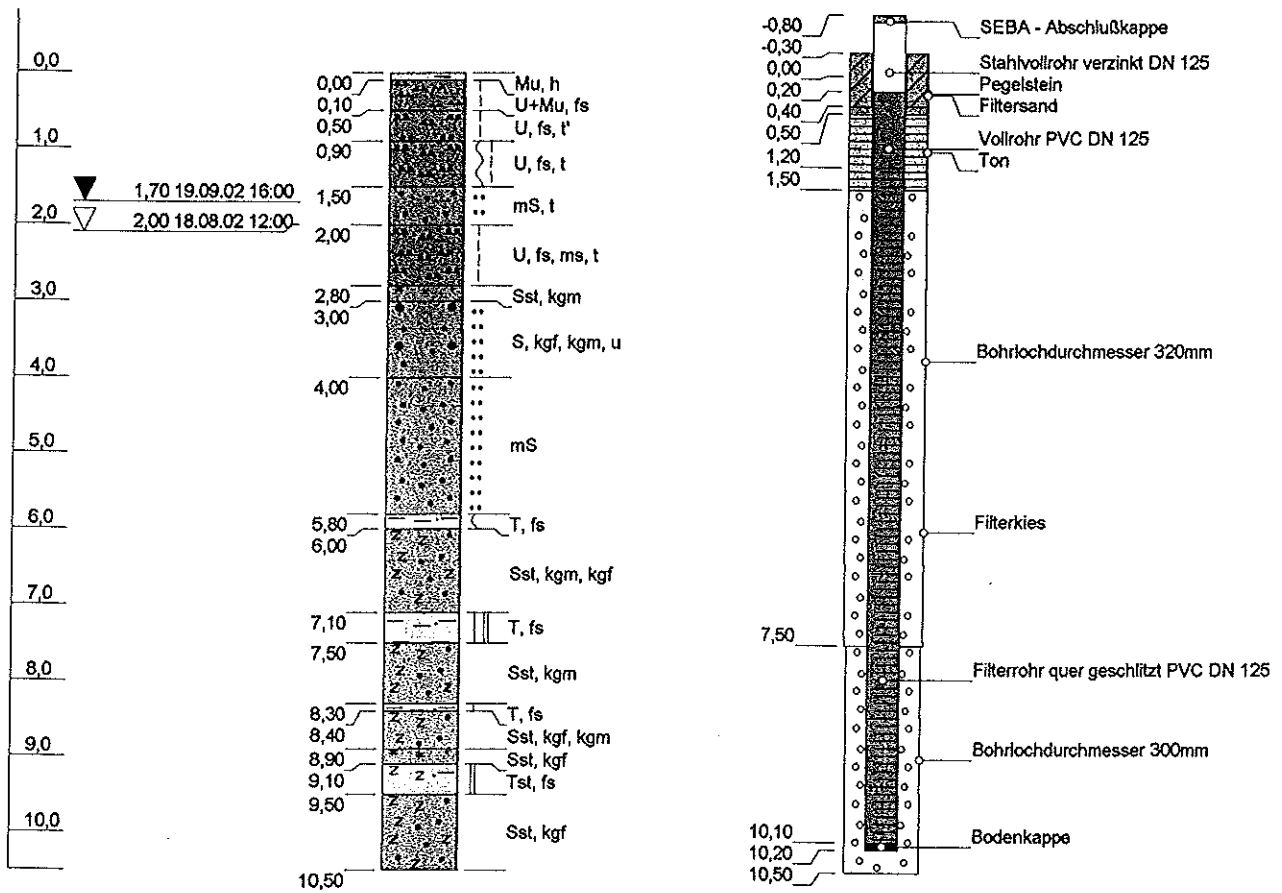 0,0
1,0
2,0
3,0
4,0
5,0
6,0
7,0
8,0
9,0
10,0
1,70 19.09.02 16:00
2,00 18.08.02 12:00
0,00
0,10
0,50
0,90
1,50
2,00
2,80
3,00
4,00
5,80
6,00
7,10
7,50
8,30
8,40
8,90
9,10
9,50
10,50
Mu, h
U+Mu, fs
U, fs, t'
U, fs, t
mS, t
U, fs, ms, t
Sst, kgm
S, kgf, kgm, u
mS
T, fs
Sst, kgm, kgf
T, fs
Sst, kgm
T, fs
Sst, kgf, kgm
Sst, kgf
Tst, fs
Sst, kgf
-0,80
-0,30
0,00
0,20
0,40
0,50
1,20
1,50
7,50
10,10
10,20
10,50
SEBA - Abschlußkappe
Stahlvollrohr verzinkt DN 125
Pegelstein
Filtersand
Vollrohr PVC DN 125
Ton
Bohrlochdurchmesser 320mm
Filterkies
Filterrohr quer geschlitzt PVC DN 125
Bohrlochdurchmesser 300mm
Bodenkappe